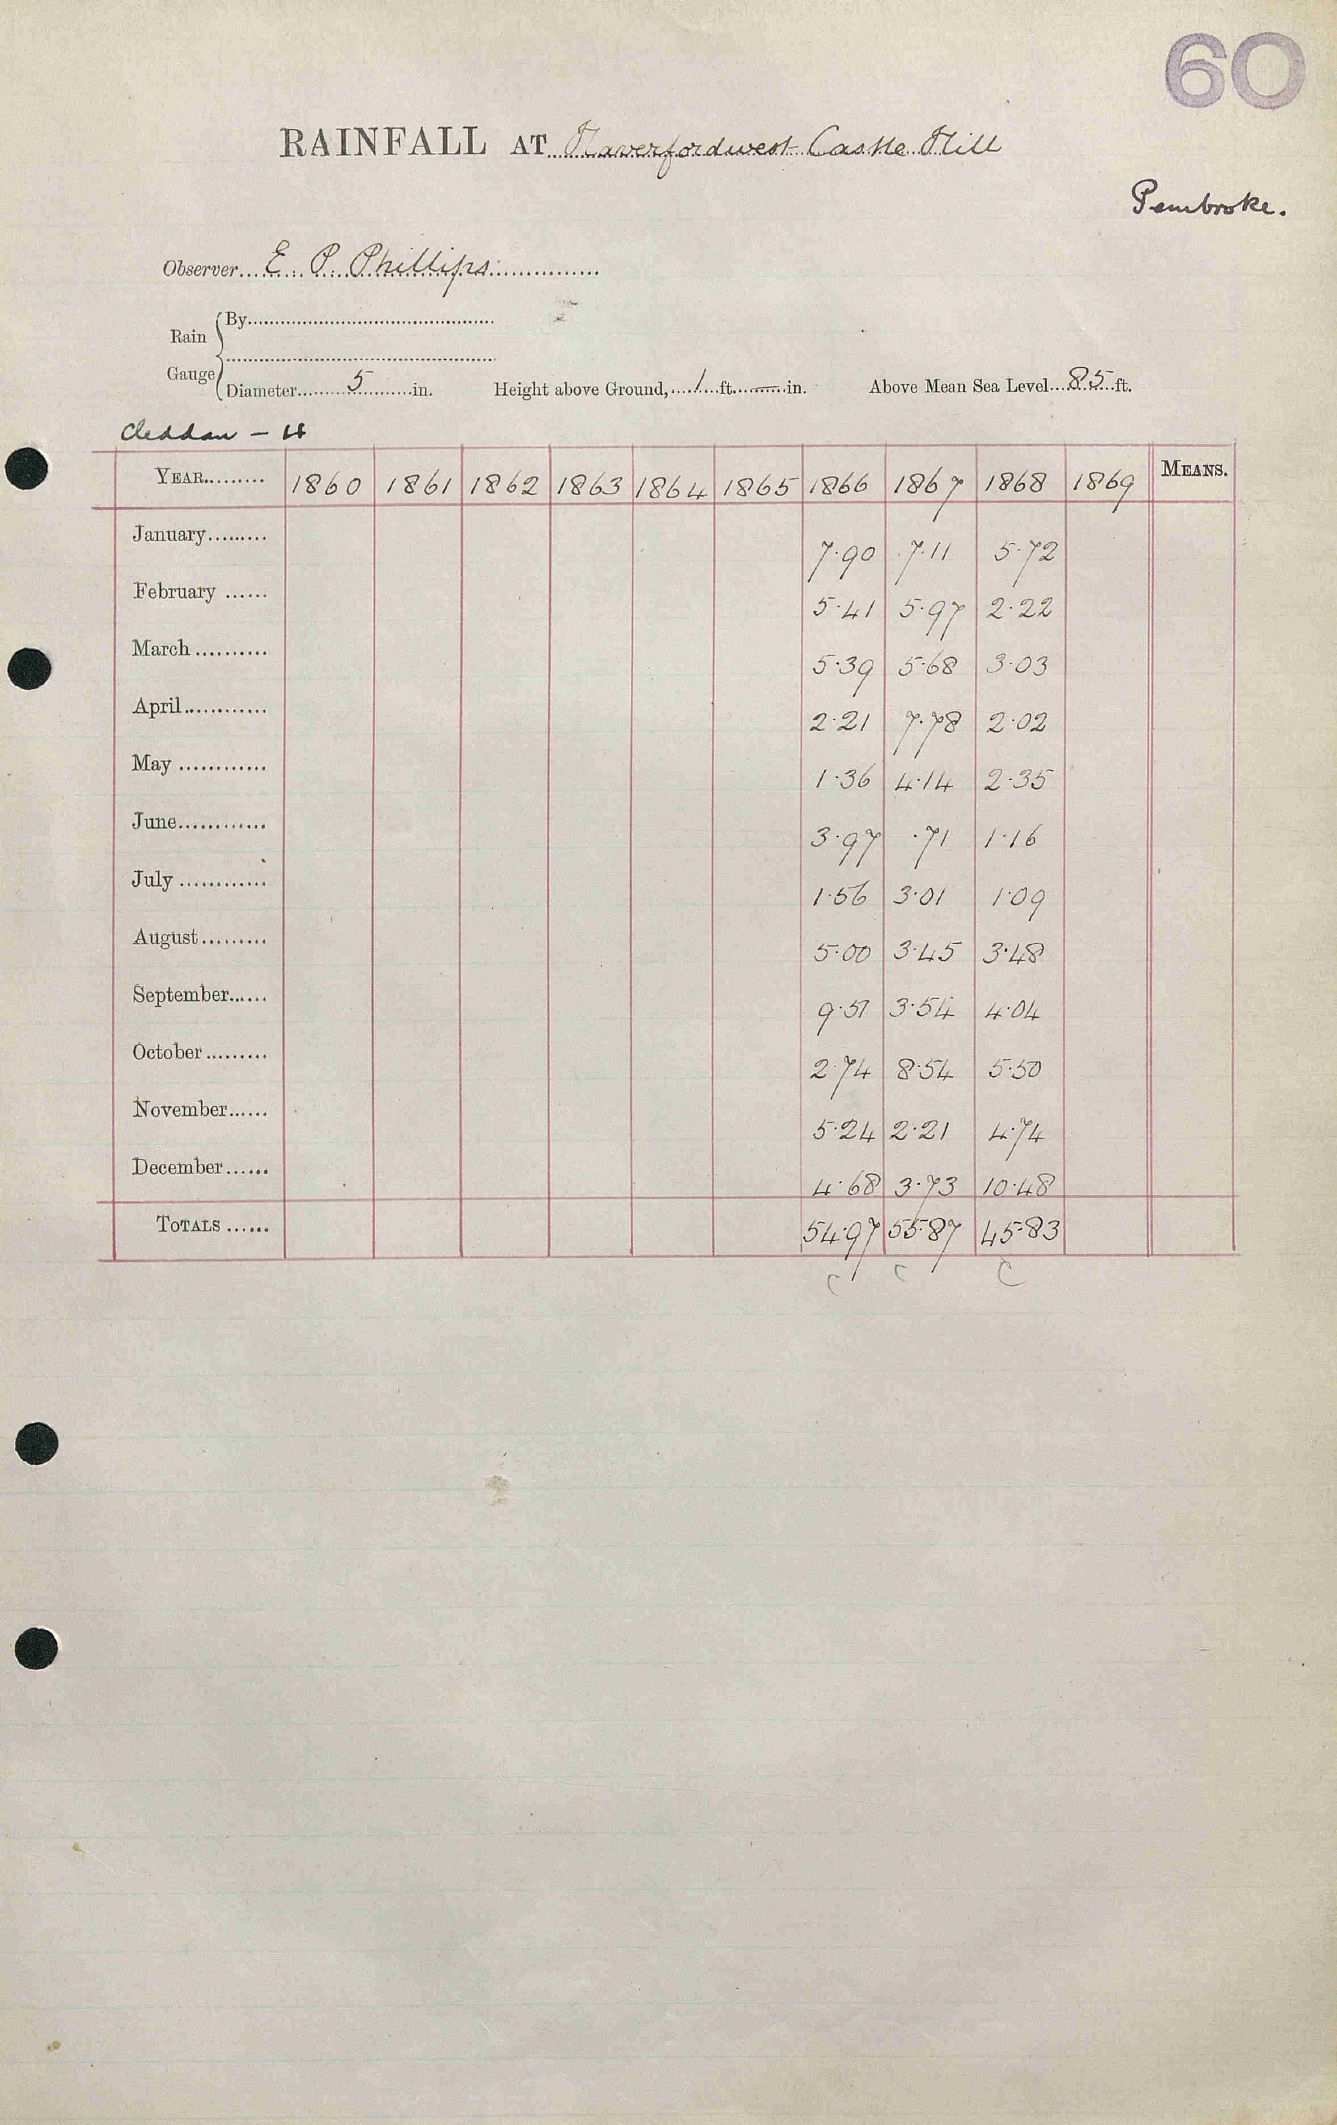 60
RAINFALL AT Haverfordwest Castle Hill
Pembroke.
Observer....E. P. Phillips...............
Rain Gauge
By..............................................
..................................................
Diameter.........5..........in. Height above Ground,.....1...ft....—....in. Above Mean Sea Level...85...ft.
Cleddau - H
YEAR......... 1860 1861 1862 1863 1864 1865 1866 1867 1868 1869 MEANS.
January......... 7·90 7·11 5·72
February ...... 5·41 5·97 2·22
March .......... 5·39 5·68 3·03
April............ 2·21 7·78 2·02
May ............ 1·36 4·14 2·35
June............ 3·97 ·71 1·16
July ............ 1·56 3·01 1·09
August......... 5·00 3·45 3·48
September...... 9·51 3·54 4·04
October ......... 2·74 8·54 5·50
November...... 5·24 2·21 4·74
December...... 4·68 3·73 10·48
TOTALS ...... 54·97 55·87 45·83
C C C